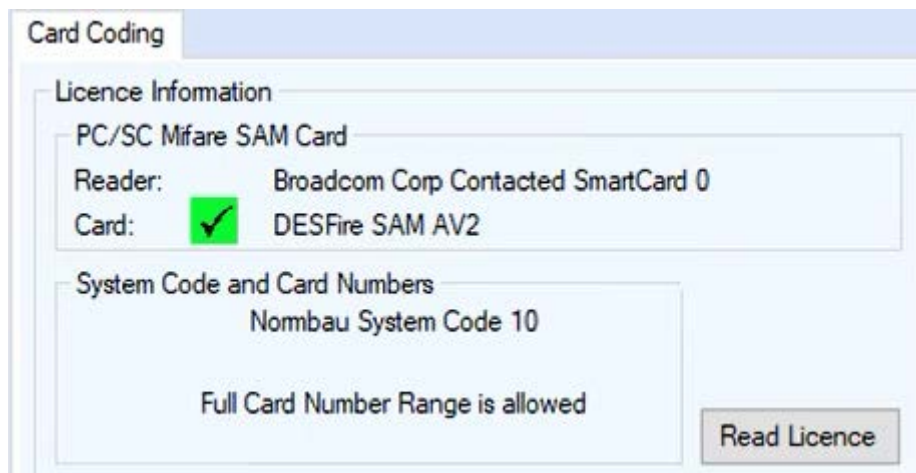 Card Coding
Licence Information
PC/SC Mifare SAM Card
Reader: Broadcom Corp Contacted SmartCard 0
Card: DESFire SAM AV2
System Code and Card Numbers
Normbau System Code 10
Full Card Number Range is allowed
Read Licence